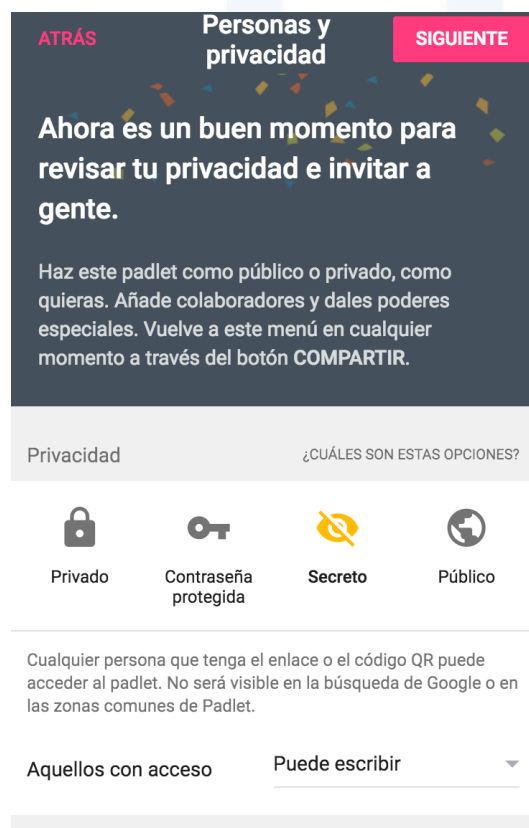 ATRÁS
Personas y
privacidad
SIGUIENTE
Ahora es un buen momento para
revisar tu privacidad e invitar a
gente.
Haz este padlet como público o privado, como
quieras. Añade colaboradores y dales poderes
especiales. Vuelve a este menú en cualquier
momento a través del botón COMPARTIR.
Privacidad
¿CUÁLES SON ESTAS OPCIONES?
Privado
Contraseña
protegida
Secreto
Público
Cualquier persona que tenga el enlace o el código QR puede
acceder al padlet. No será visible en la búsqueda de Google o en
las zonas comunes de Padlet.
Aquellos con acceso
Puede escribir